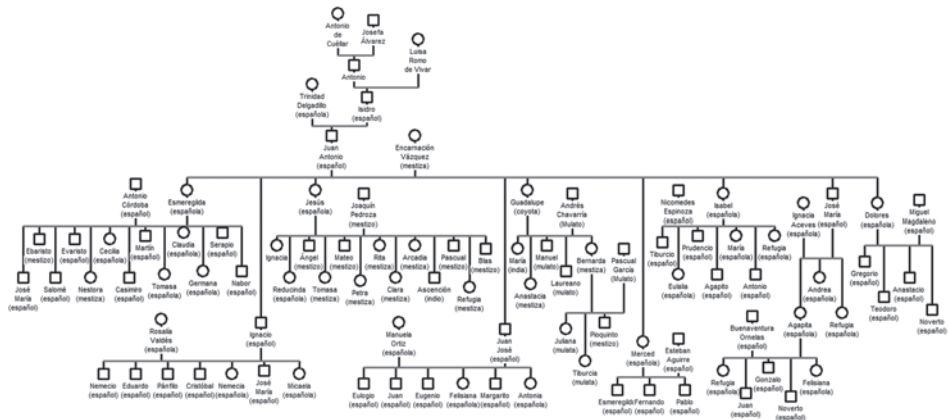 Antonio
de
Cuéllar
Josefa
Álvarez
Luisa
Romo
de Vivar
Antonio
Trinidad
Delgadillo
(española)
Isidro
(español)
Juan
Antonio
(español)
Encarnación
Vázquez
(mestiza)
Antonio
Córdoba
(español)
Esmeregilda
(española)
Jesús
(española)
Joaquín
Pedroza
(mestizo)
Guadalupe
(coyota)
Andrés
Chavarría
(Mulato)
Nicomedes
Espinoza
(español)
Isabel
(española)
Ignacia
Aceves
(española)
José
María
(español)
Dolores
(española)
Miguel
Magdaleno
(español)
Ebaristo
(mestizo)
Evaristo
(español)
Cecilia
(española)
Martín
(español)
Claudia
(española)
Serapio
(español)
José
María
(español)
Salomé
(español)
Nestora
(mestiza)
Casimiro
(español)
Tomasa
(española)
Germana
(española)
Nabor
(español)
Ignacia
Ángel
(mestizo)
Mateo
(mestizo)
Rita
(mestiza)
Arcadia
(mestiza)
Pascual
(mestizo)
Blas
(mestizo)
Reducinda
(española)
Tomasa
(mestiza)
Petra
(mestiza)
Clara
(mestiza)
Ascención
(indio)
Refugia
(mestiza)
María
(india)
Manuel
(mulato)
Bernarda
(mestiza)
Pascual
García
(Mulato)
Anastacia
(mestiza)
Laureano
(mulato)
Juliana
(mulata)
Pioquinto
(mestizo)
Tiburcia
(mulata)
Tiburcio
(español)
Prudencio
(español)
María
(española)
Refugia
(española)
Eulalia
(española)
Agapito
(español)
Antonio
(español)
Andrea
(española)
Agapita
(española)
Refugia
(española)
Gregorio
(español)
Anastacio
(español)
Teodoro
(español)
Noverto
(español)
Rosalía
Valdés
(española)
Ignacio
(español)
Nemecio
(español)
Eduardo
(español)
Pánfilo
(español)
Cristóbal
(español)
Nemecia
(española)
José
María
(español)
Micaela
(española)
Manuela
Ortiz
(española)
Juan
José
(español)
Eulogio
(español)
Juan
(español)
Eugenio
(español)
Felisiana
(española)
Margarito
(español)
Antonia
(española)
Merced
(española)
Esteban
Aguirre
(español)
Esmeregildo
(español)
Fernando
(español)
Pablo
(español)
Buenaventura
Ornelas
(español)
Refugia
(española)
Gonzalo
(español)
Felisiana
(española)
Juan
(español)
Noverto
(español)